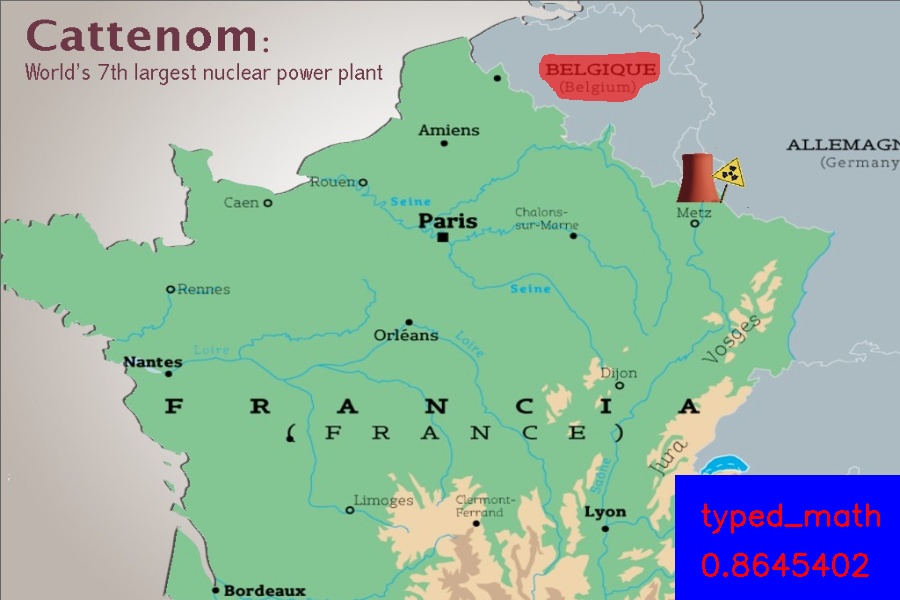 Cattenom:
World's 7th largest nuclear power plant
BELGIQUE
(Belgium)
Amiens
ALLEMAGN
(Germany
Rouen
Caen
Seine
Paris
Chalons-
sur-Marne
Metz
Rennes
Seine
Orléans
Loire
Vosges
Loire
Nantes
Dijon
F R A N C I A
( F R A N C E )
Jura
Saône
Limoges
Clermont-
Ferrand
Lyon
typed_math
0.8645402
Bordeaux